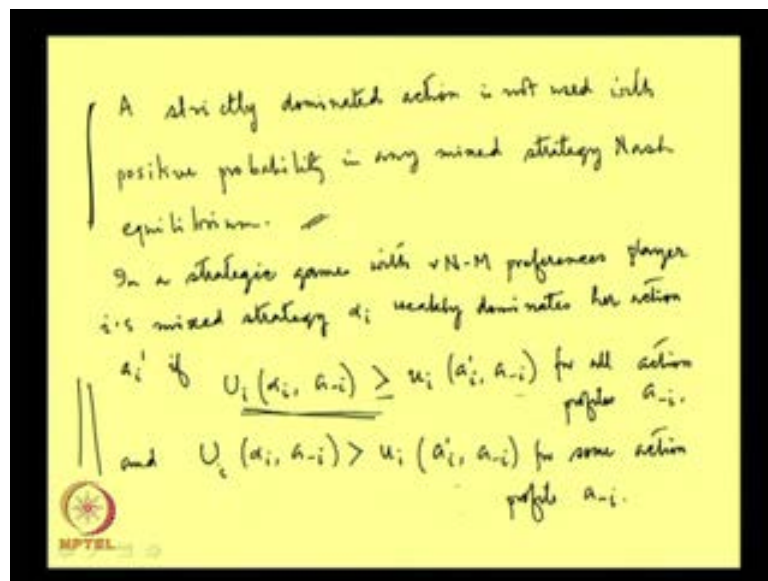 A strictly dominated action is not used with
positive probability in any mixed strategy Nash
equilibrium.
In a strategic game with vN-M preferences player
i's mixed strategy αi weakly dominates her action
ai' if Ui (αi, a-i) ≥ ui (ai', a-i) for all action
profiles a-i.
and Ui (αi, a-i) > ui (ai', a-i) for some action
profile a-i.
NPTEL